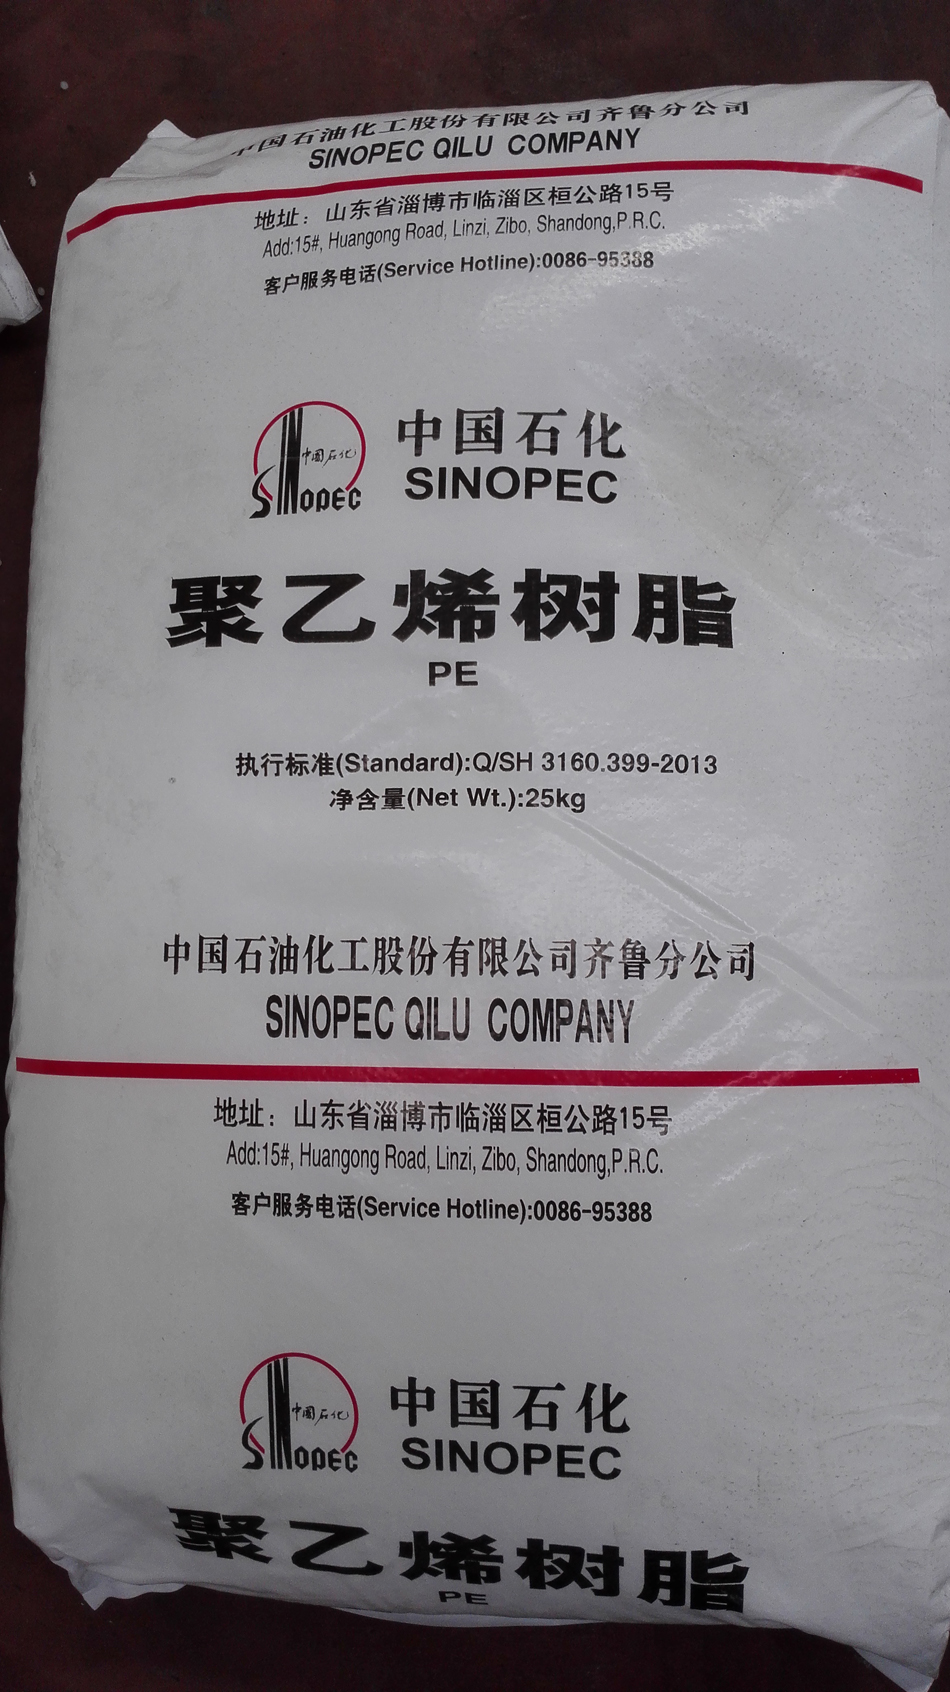 中国石油化工股份有限公司齐鲁分公司
SINOPEC QILU COMPANY
地址：山东省淄博市临淄区桓公路15号
Add:15#, Huangong Road, Linzi, Zibo, Shandong,P.R.C.
客户服务电话(Service Hotline):0086-95388
中国石化
SINOPEC
中国石化
SINOPEC
聚乙烯树脂
PE
执行标准(Standard):Q/SH 3160.399-2013
净含量(Net Wt.):25kg
中国石油化工股份有限公司齐鲁分公司
SINOPEC QILU COMPANY
地址：山东省淄博市临淄区桓公路15号
Add:15#, Huangong Road, Linzi, Zibo, Shandong,P.R.C.
客户服务电话(Service Hotline):0086-95388
中国石化
SINOPEC
中国石化
SINOPEC
聚乙烯树脂
PE